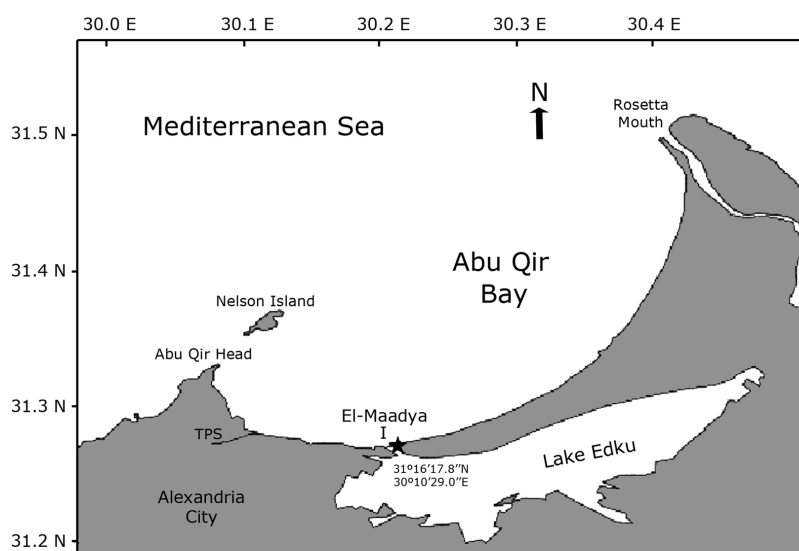 30.0 E 30.1 E 30.2 E 30.3 E 30.4 E
N
Rosetta
Mouth
Mediterranean Sea
31.5 N
Abu Qir
Bay
31.4 N
Nelson Island
Abu Qir Head
31.3 N
El-Maadya
I
TPS
Lake Edku
31º16’17.8’’N
30º10’29.0’’E
Alexandria
City
31.2 N